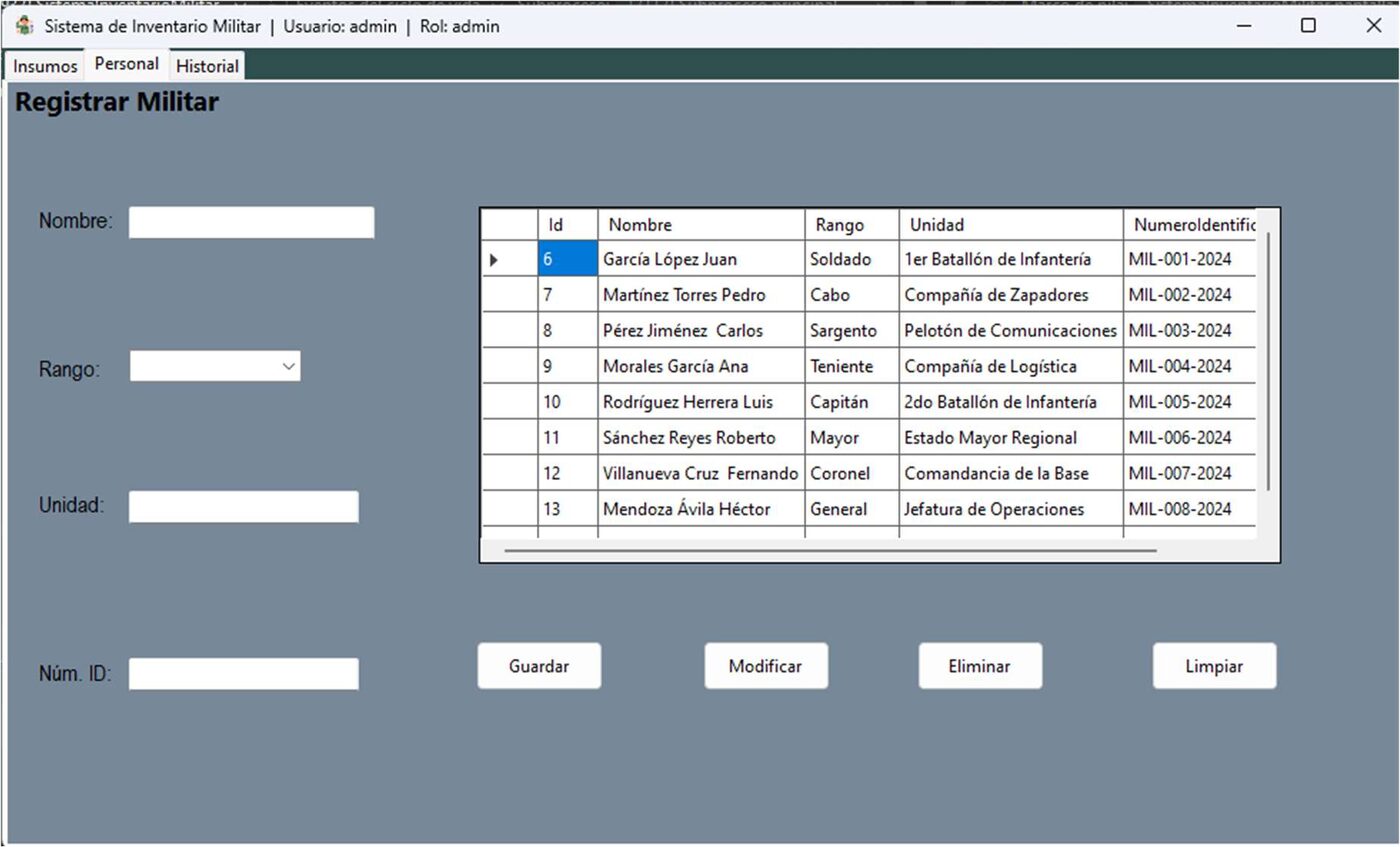 Sistema de Inventario Militar | Usuario: admin | Rol: admin
Insumos Personal Historial
Registrar Militar
Nombre:
Rango:
Unidad:
Núm. ID:
Id Nombre Rango Unidad NumeroIdentific
6 García López Juan Soldado 1er Batallón de Infantería MIL-001-2024
7 Martínez Torres Pedro Cabo Compañía de Zapadores MIL-002-2024
8 Pérez Jiménez  Carlos Sargento Pelotón de Comunicaciones MIL-003-2024
9 Morales García Ana Teniente Compañía de Logística MIL-004-2024
10 Rodríguez Herrera Luis Capitán 2do Batallón de Infantería MIL-005-2024
11 Sánchez Reyes Roberto Mayor Estado Mayor Regional MIL-006-2024
12 Villanueva Cruz  Fernando Coronel Comandancia de la Base MIL-007-2024
13 Mendoza Ávila Héctor General Jefatura de Operaciones MIL-008-2024
Guardar Modificar Eliminar Limpiar